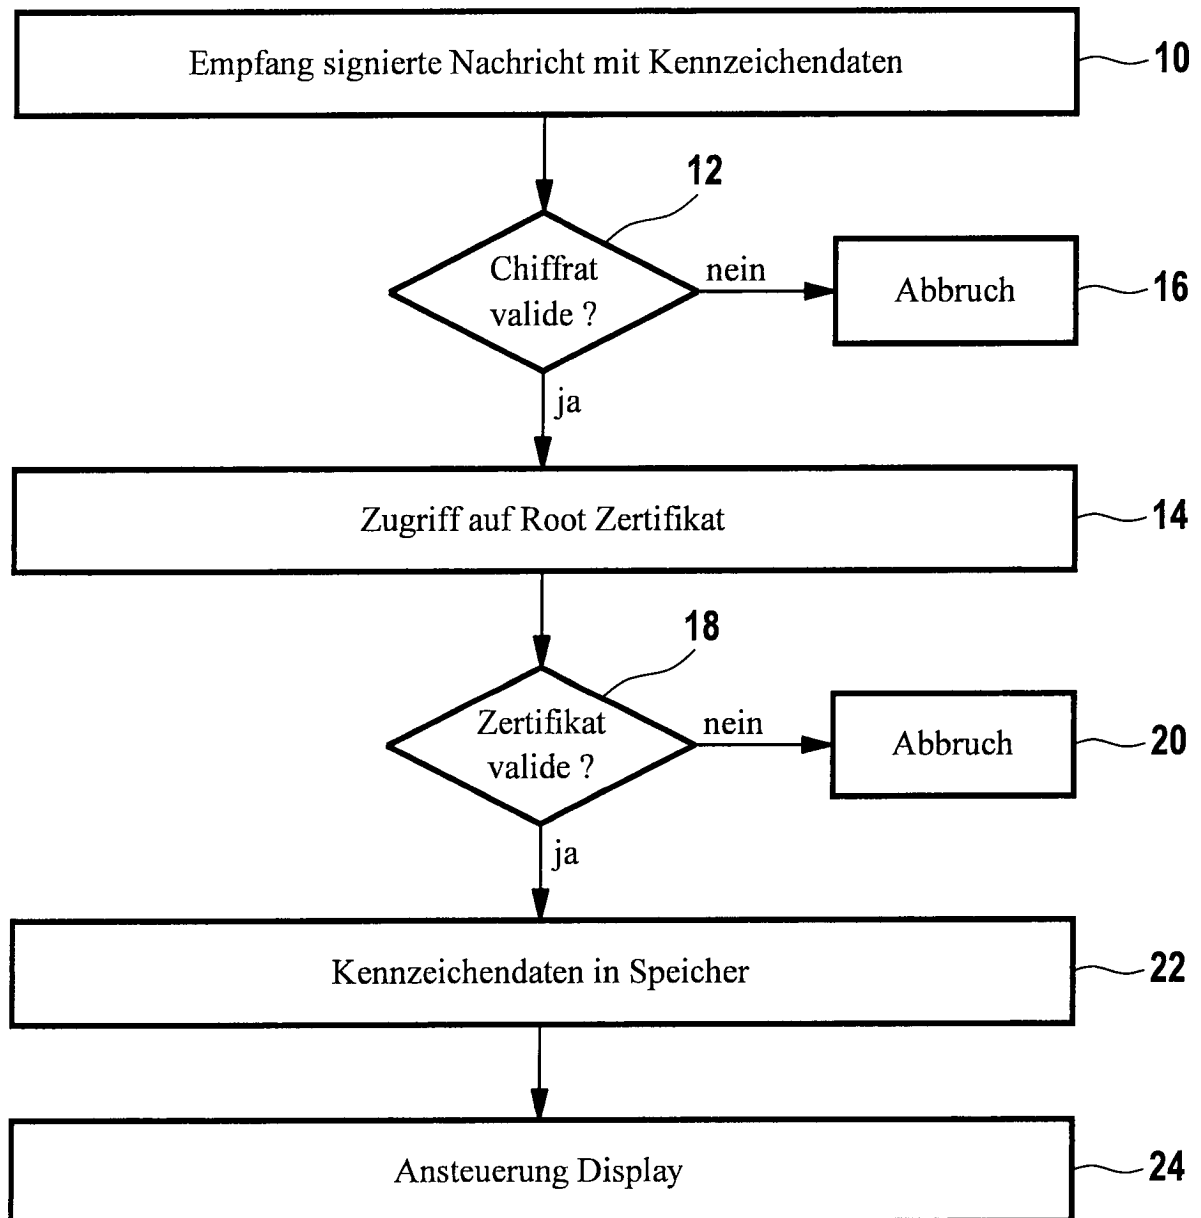 Empfang signierte Nachricht mit Kennzeichendaten
10
12
Chiffrat
valide ?
nein
Abbruch
16
ja
Zugriff auf Root Zertifikat
14
18
Zertifikat
valide ?
nein
Abbruch
20
ja
Kennzeichendaten in Speicher
22
Ansteuerung Display
24